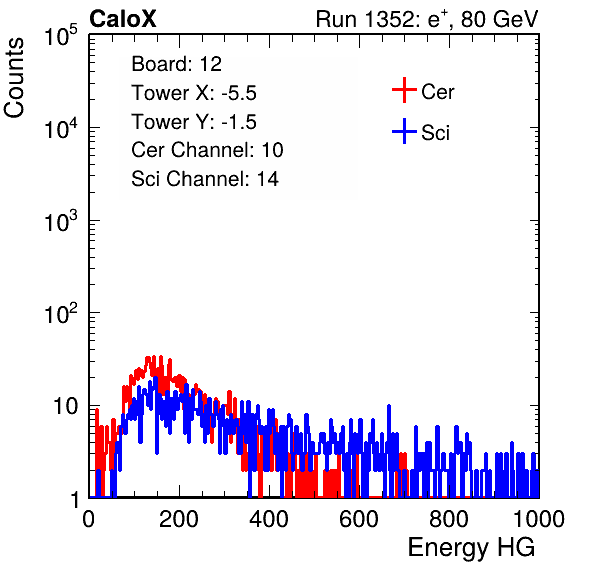 CaloX Run 1352: e⁺, 80 GeV
Counts
10⁵
10⁴
10³
10²
10
1
Board: 12
Tower X: -5.5
Tower Y: -1.5
Cer Channel: 10
Sci Channel: 14
Cer
Sci
0 200 400 600 800 1000
Energy HG